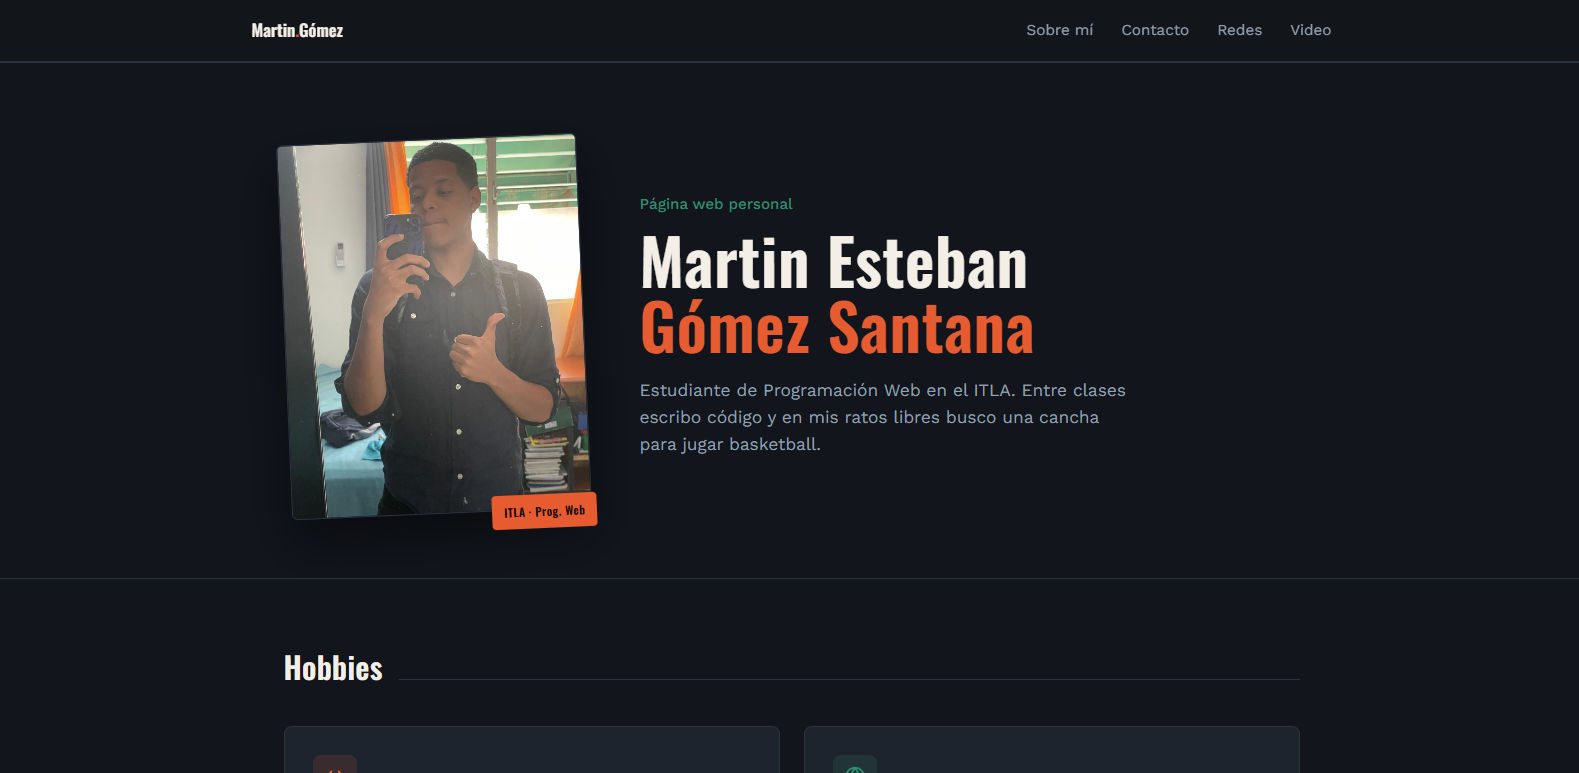 Martin.Gómez
Sobre mí
Contacto
Redes
Video
Página web personal
Martin Esteban
Gómez Santana
Estudiante de Programación Web en el ITLA. Entre clases
escribo código y en mis ratos libres busco una cancha
para jugar basketball.
ITLA · Prog. Web
Hobbies